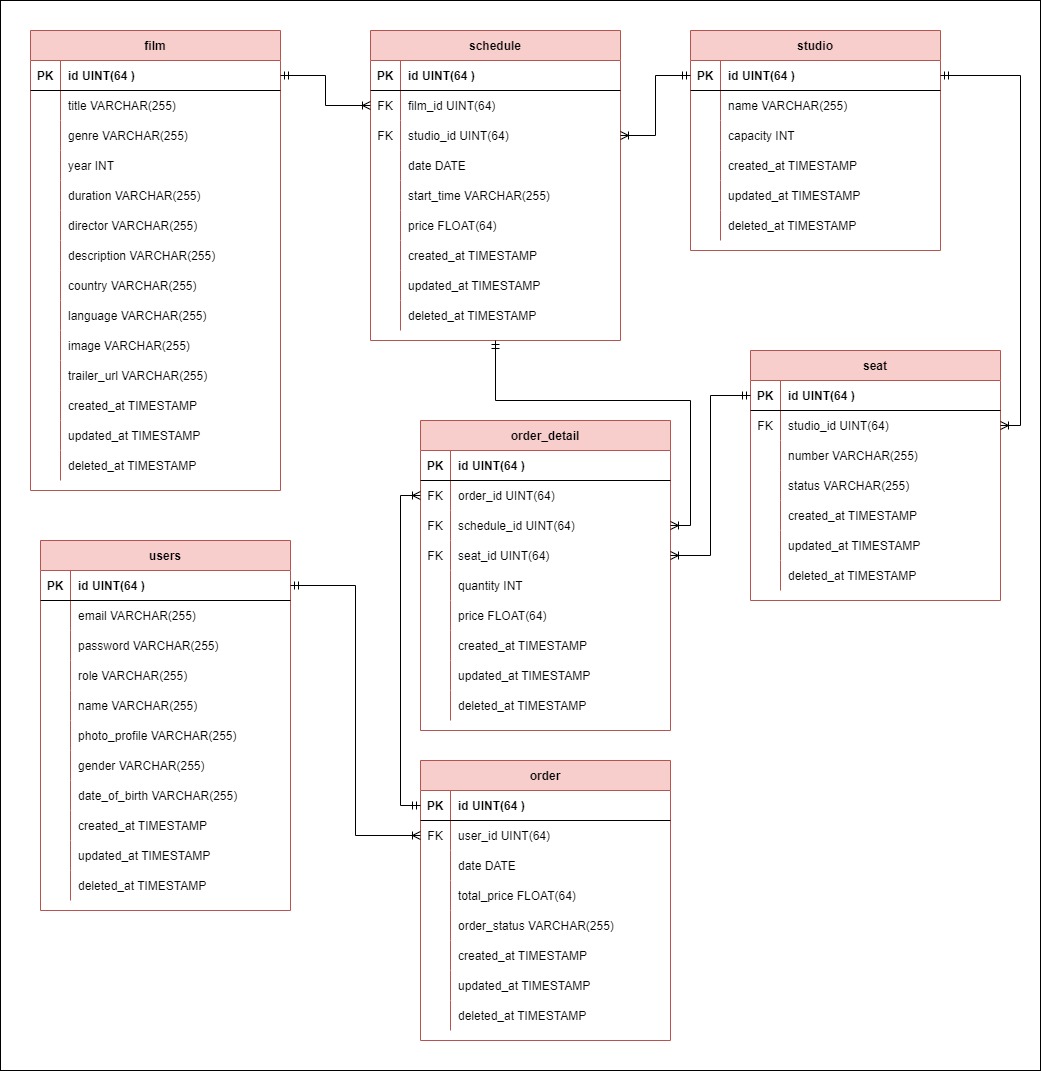 film
PK id UINT(64 )
title VARCHAR(255)
genre VARCHAR(255)
year INT
duration VARCHAR(255)
director VARCHAR(255)
description VARCHAR(255)
country VARCHAR(255)
language VARCHAR(255)
image VARCHAR(255)
trailer_url VARCHAR(255)
created_at TIMESTAMP
updated_at TIMESTAMP
deleted_at TIMESTAMP
schedule
PK id UINT(64 )
FK film_id UINT(64)
FK studio_id UINT(64)
date DATE
start_time VARCHAR(255)
price FLOAT(64)
created_at TIMESTAMP
updated_at TIMESTAMP
deleted_at TIMESTAMP
studio
PK id UINT(64 )
name VARCHAR(255)
capacity INT
created_at TIMESTAMP
updated_at TIMESTAMP
deleted_at TIMESTAMP
seat
PK id UINT(64 )
FK studio_id UINT(64)
number VARCHAR(255)
status VARCHAR(255)
created_at TIMESTAMP
updated_at TIMESTAMP
deleted_at TIMESTAMP
order_detail
PK id UINT(64 )
FK order_id UINT(64)
FK schedule_id UINT(64)
FK seat_id UINT(64)
quantity INT
price FLOAT(64)
created_at TIMESTAMP
updated_at TIMESTAMP
deleted_at TIMESTAMP
users
PK id UINT(64 )
email VARCHAR(255)
password VARCHAR(255)
role VARCHAR(255)
name VARCHAR(255)
photo_profile VARCHAR(255)
gender VARCHAR(255)
date_of_birth VARCHAR(255)
created_at TIMESTAMP
updated_at TIMESTAMP
deleted_at TIMESTAMP
order
PK id UINT(64 )
FK user_id UINT(64)
date DATE
total_price FLOAT(64)
order_status VARCHAR(255)
created_at TIMESTAMP
updated_at TIMESTAMP
deleted_at TIMESTAMP